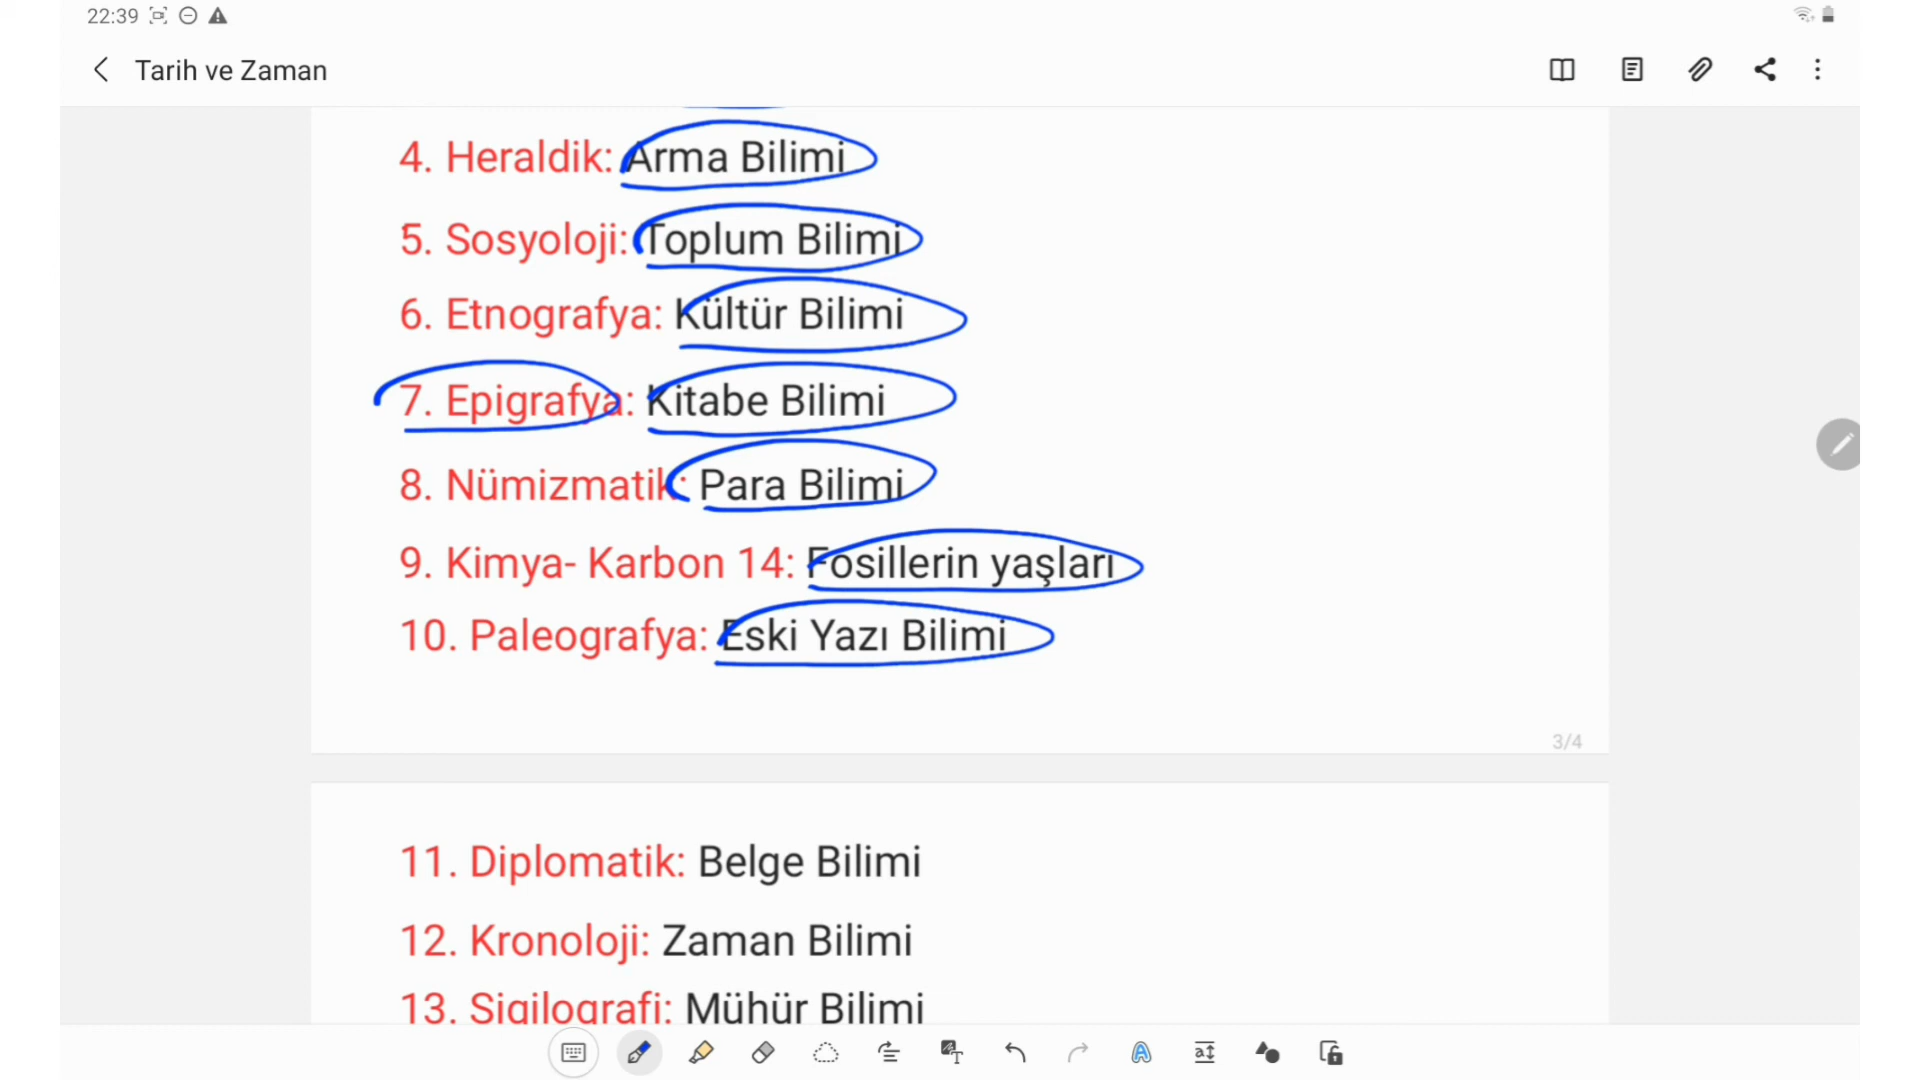 22:39
Tarih ve Zaman
4. Heraldik: Arma Bilimi
5. Sosyoloji: Toplum Bilimi
6. Etnografya: Kültür Bilimi
7. Epigrafya: Kitabe Bilimi
8. Nümizmatik: Para Bilimi
9. Kimya- Karbon 14: Fosillerin yaşları
10. Paleografya: Eski Yazı Bilimi
3/4
11. Diplomatik: Belge Bilimi
12. Kronoloji: Zaman Bilimi
13. Sigilografi: Mühür Bilimi